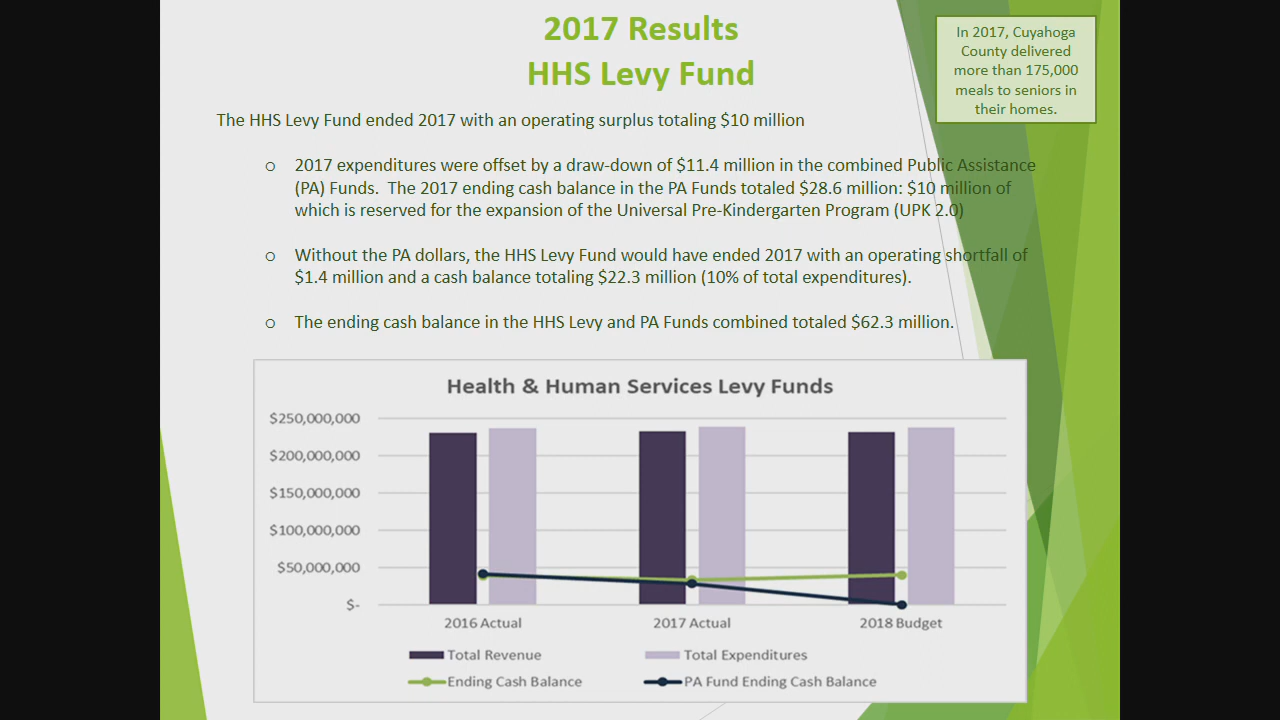 2017 Results
HHS Levy Fund
In 2017, Cuyahoga
County delivered
more than 175,000
meals to seniors in
their homes.
The HHS Levy Fund ended 2017 with an operating surplus totaling $10 million
o 2017 expenditures were offset by a draw-down of $11.4 million in the combined Public Assistance
(PA) Funds. The 2017 ending cash balance in the PA Funds totaled $28.6 million: $10 million of
which is reserved for the expansion of the Universal Pre-Kindergarten Program (UPK 2.0)
o Without the PA dollars, the HHS Levy Fund would have ended 2017 with an operating shortfall of
$1.4 million and a cash balance totaling $22.3 million (10% of total expenditures).
o The ending cash balance in the HHS Levy and PA Funds combined totaled $62.3 million.
Health & Human Services Levy Funds
$250,000,000
$200,000,000
$150,000,000
$100,000,000
$50,000,000
$-
2016 Actual 2017 Actual 2018 Budget
Total Revenue Total Expenditures
Ending Cash Balance PA Fund Ending Cash Balance